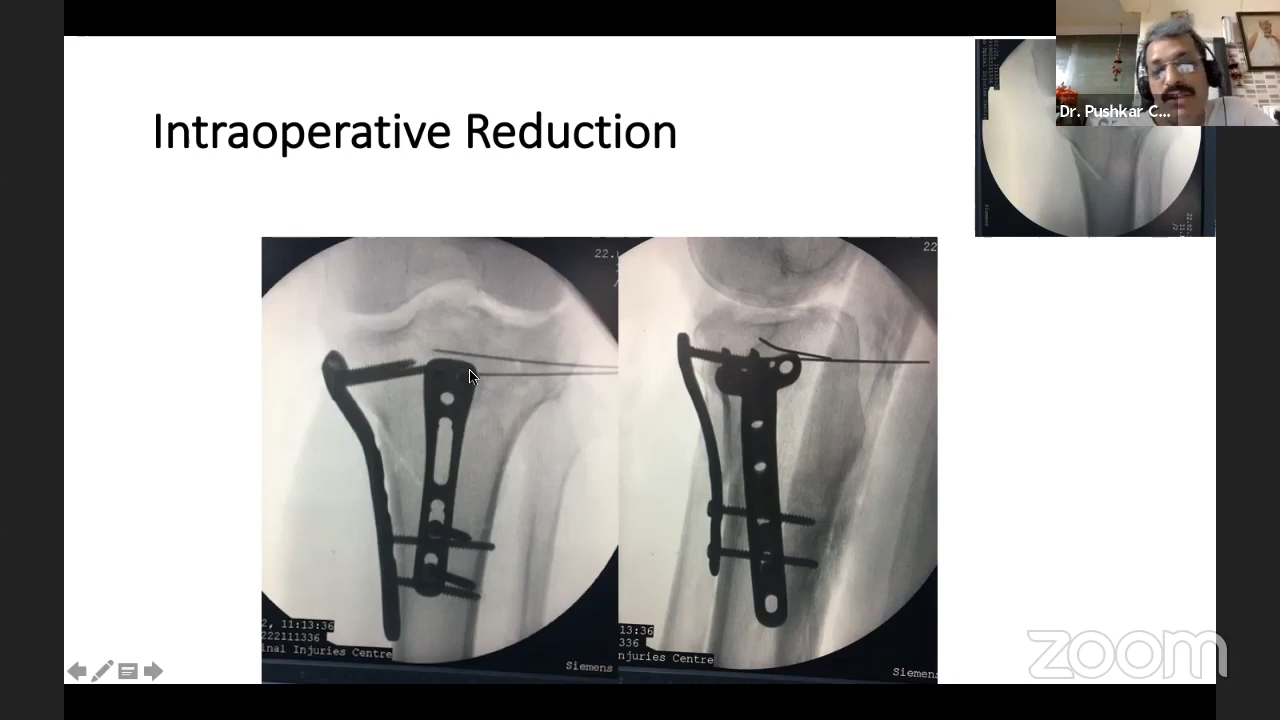 Intraoperative Reduction
Dr. Pushkar C...
22.
22
2, 11:13:36
222111336
inal Injuries Centre
Siemens
13:36
336
njuries Centre
Siemens
zoom